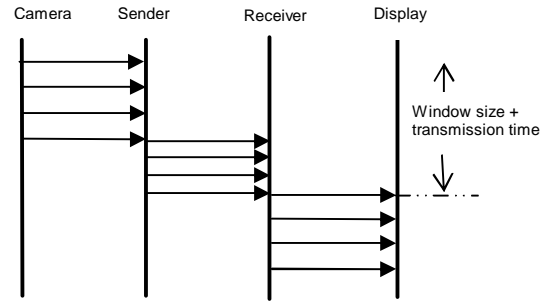 Camera
Sender
Receiver
Display
Window size +
transmission time